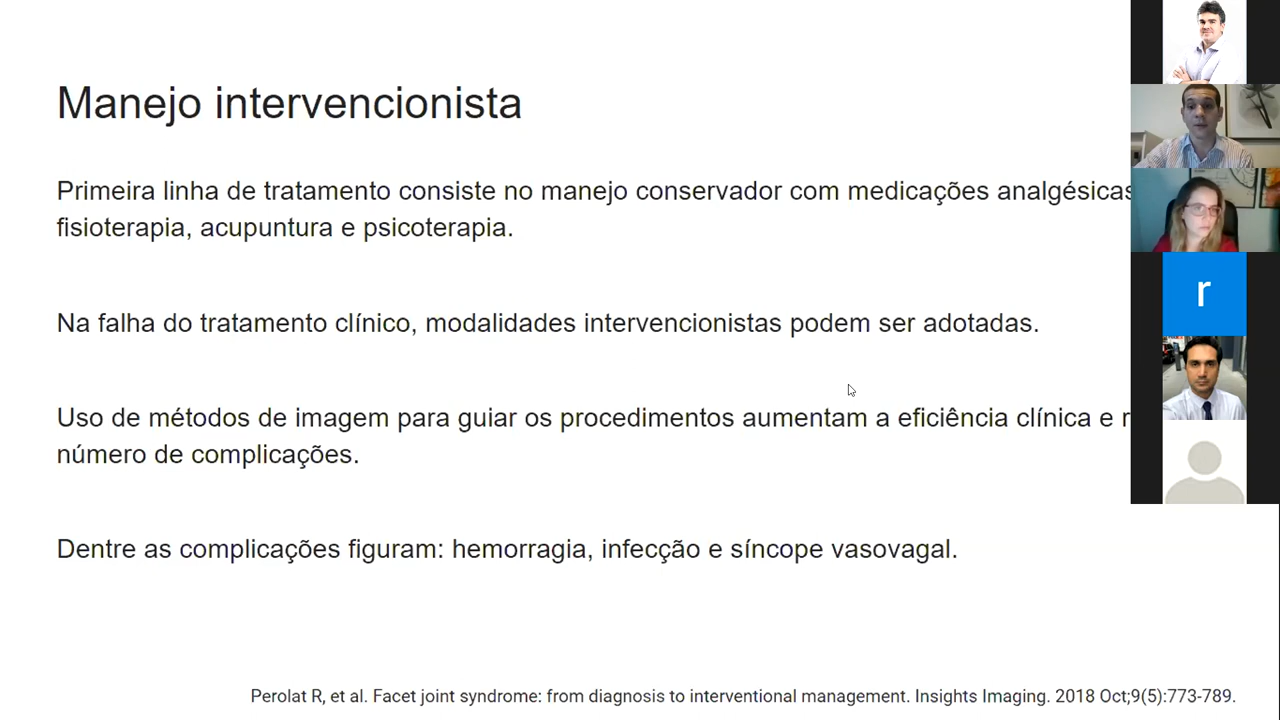 Manejo intervencionista
Primeira linha de tratamento consiste no manejo conservador com medicações analgésicas
fisioterapia, acupuntura e psicoterapia.
Na falha do tratamento clínico, modalidades intervencionistas podem ser adotadas.
Uso de métodos de imagem para guiar os procedimentos aumentam a eficiência clínica e r
número de complicações.
Dentre as complicações figuram: hemorragia, infecção e síncope vasovagal.
Perolat R, et al. Facet joint syndrome: from diagnosis to interventional management. Insights Imaging. 2018 Oct;9(5):773-789.
r